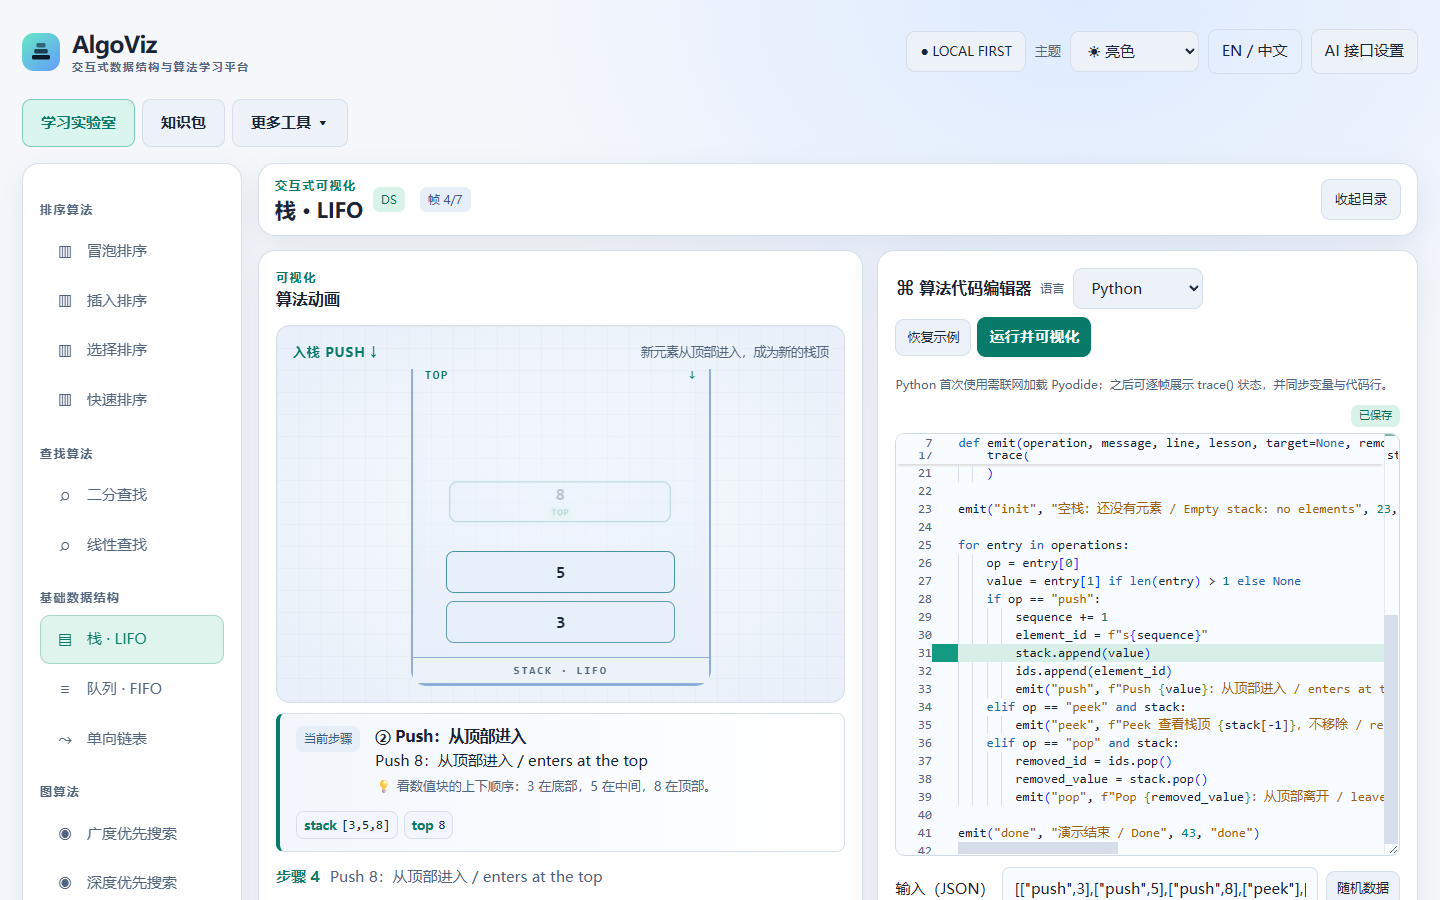 AlgoViz
交互式数据结构与算法学习平台
● LOCAL FIRST
主题
☀ 亮色
EN / 中文
AI 接口设置
学习实验室
知识包
更多工具 ▾
排序算法
冒泡排序
插入排序
选择排序
快速排序
查找算法
二分查找
线性查找
基础数据结构
栈 · LIFO
队列 · FIFO
单向链表
图算法
广度优先搜索
深度优先搜索
交互式可视化
栈 • LIFO
DS
帧 4/7
收起目录
可视化
算法动画
入栈 PUSH ↓
新元素从顶部进入，成为新的栈顶
TOP ↓
8
TOP
5
3
STACK · LIFO
当前步骤
② Push：从顶部进入
Push 8：从顶部进入 / enters at the top
💡 看数值块的上下顺序：3 在底部，5 在中间，8 在顶部。
stack [3,5,8]
top 8
步骤 4 Push 8：从顶部进入 / enters at the top
⌘ 算法代码编辑器
语言
Python
恢复示例
运行并可视化
Python 首次使用需联网加载 Pyodide；之后可逐帧展示 trace() 状态，并同步变量与代码行。
已保存
7 def emit(operation, message, line, lesson, target=None, remo
17 trace( st
21 )
22
23 emit("init", "空栈：还没有元素 / Empty stack: no elements", 23,
24
25 for entry in operations:
26 op = entry[0]
27 value = entry[1] if len(entry) > 1 else None
28 if op == "push":
29 sequence += 1
30 element_id = f"s{sequence}"
31 stack.append(value)
32 ids.append(element_id)
33 emit("push", f"Push {value}：从顶部进入 / enters at t
34 elif op == "peek" and stack:
35 emit("peek", f"Peek 查看栈顶 {stack[-1]}，不移除 / re
36 elif op == "pop" and stack:
37 removed_id = ids.pop()
38 removed_value = stack.pop()
39 emit("pop", f"Pop {removed_value}：从顶部离开 / leave
40
41 emit("done", "演示结束 / Done", 43, "done")
42
输入（JSON）
[["push",3],["push",5],["push",8],["peek"],[
随机数据